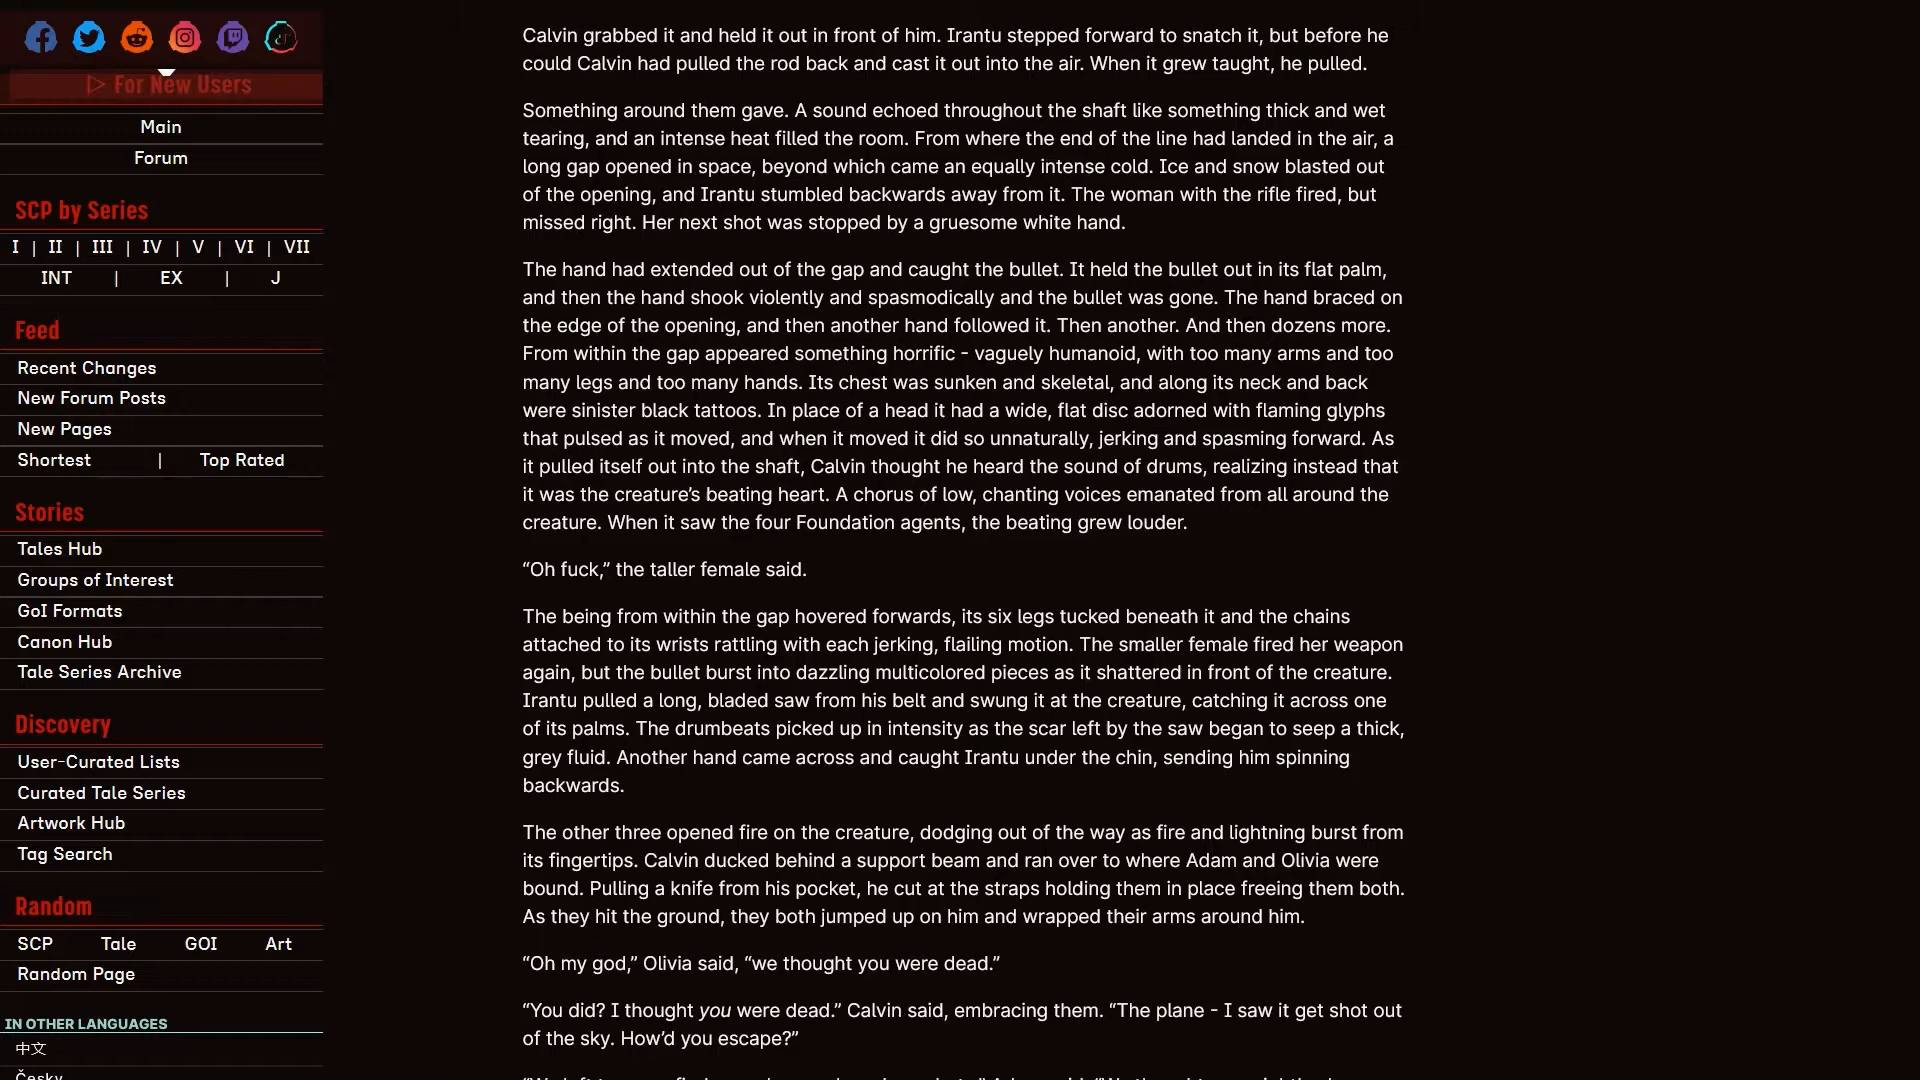 ▷ For New Users
Main
Forum
SCP by Series
I | II | III | IV | V | VI | VII
INT | EX | J
Feed
Recent Changes
New Forum Posts
New Pages
Shortest | Top Rated
Stories
Tales Hub
Groups of Interest
GoI Formats
Canon Hub
Tale Series Archive
Discovery
User-Curated Lists
Curated Tale Series
Artwork Hub
Tag Search
Random
SCP Tale GOI Art
Random Page
IN OTHER LANGUAGES
中文
Česky
Calvin grabbed it and held it out in front of him. Irantu stepped forward to snatch it, but before he
could Calvin had pulled the rod back and cast it out into the air. When it grew taught, he pulled.
Something around them gave. A sound echoed throughout the shaft like something thick and wet
tearing, and an intense heat filled the room. From where the end of the line had landed in the air, a
long gap opened in space, beyond which came an equally intense cold. Ice and snow blasted out
of the opening, and Irantu stumbled backwards away from it. The woman with the rifle fired, but
missed right. Her next shot was stopped by a gruesome white hand.
The hand had extended out of the gap and caught the bullet. It held the bullet out in its flat palm,
and then the hand shook violently and spasmodically and the bullet was gone. The hand braced on
the edge of the opening, and then another hand followed it. Then another. And then dozens more.
From within the gap appeared something horrific - vaguely humanoid, with too many arms and too
many legs and too many hands. Its chest was sunken and skeletal, and along its neck and back
were sinister black tattoos. In place of a head it had a wide, flat disc adorned with flaming glyphs
that pulsed as it moved, and when it moved it did so unnaturally, jerking and spasming forward. As
it pulled itself out into the shaft, Calvin thought he heard the sound of drums, realizing instead that
it was the creature’s beating heart. A chorus of low, chanting voices emanated from all around the
creature. When it saw the four Foundation agents, the beating grew louder.
“Oh fuck,” the taller female said.
The being from within the gap hovered forwards, its six legs tucked beneath it and the chains
attached to its wrists rattling with each jerking, flailing motion. The smaller female fired her weapon
again, but the bullet burst into dazzling multicolored pieces as it shattered in front of the creature.
Irantu pulled a long, bladed saw from his belt and swung it at the creature, catching it across one
of its palms. The drumbeats picked up in intensity as the scar left by the saw began to seep a thick,
grey fluid. Another hand came across and caught Irantu under the chin, sending him spinning
backwards.
The other three opened fire on the creature, dodging out of the way as fire and lightning burst from
its fingertips. Calvin ducked behind a support beam and ran over to where Adam and Olivia were
bound. Pulling a knife from his pocket, he cut at the straps holding them in place freeing them both.
As they hit the ground, they both jumped up on him and wrapped their arms around him.
“Oh my god,” Olivia said, “we thought you were dead.”
“You did? I thought you were dead.” Calvin said, embracing them. “The plane - I saw it get shot out
of the sky. How’d you escape?”